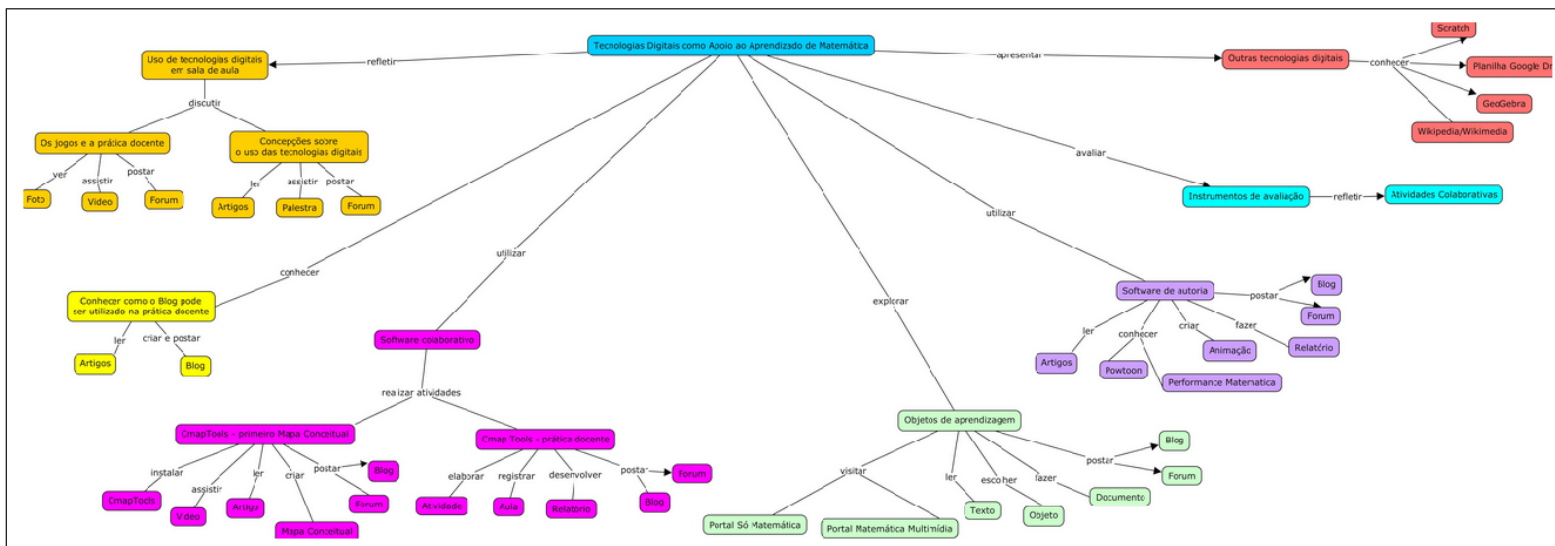 Tecnologias Digitais como Apoio ao Aprendizado de Matemática
refletir
Uso de tecnologias digitais
em sala de aula
discutir
Os jogos e a prática docente
ver
assistir
postar
Foto
Video
Forum
Concepções sobre
o uso das tecnologias digitais
ler
assistir
postar
Artigos
Palestra
Forum
conhecer
Conhecer como o Blog pode
ser utilizado na prática docente
ler
criar e postar
Artigos
Blog
utilizar
Software colaborativo
realizar atividades
CmapTools - primeiro Mapa Conceitual
instalar
assistir
ler
criar
postar
CmapTools
Video
Artigo
Mapa Conceitual
Forum
Blog
Cmap Tools - prática docente
elaborar
registrar
desenvolver
postar
Atividade
Aula
Relatório
Blog
Forum
explorar
Objetos de aprendizagem
visitar
ler
escolher
fazer
postar
Portal Só Matemática
Portal Matemática Multimídia
Texto
Objeto
Documento
Forum
Blog
utilizar
Software de autoria
ler
conhecer
criar
fazer
postar
Artigos
Powtoon
Performance Matematica
Animação
Relatório
Forum
Blog
avaliar
Instrumentos de avaliação
refletir
Atividades Colaborativas
apresentar
Outras tecnologias digitais
conhecer
Scratch
Planilha Google Dr
GeoGebra
Wikipedia/Wikimedia